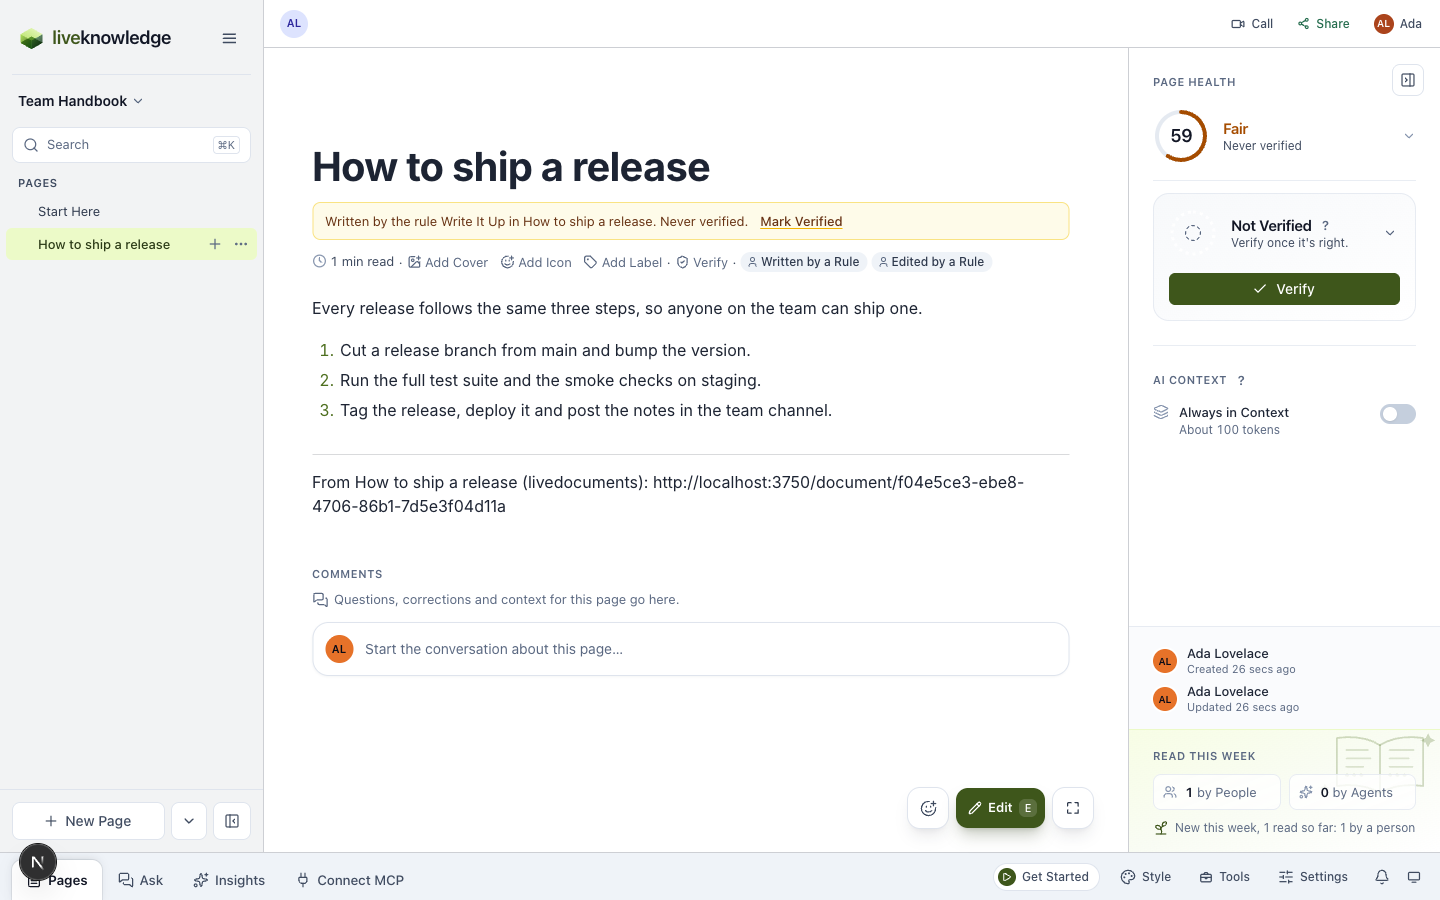 liveknowledge
Team Handbook
Search ⌘K
PAGES
Start Here
How to ship a release
New Page
AL
Call
Share
AL Ada
How to ship a release
Written by the rule Write It Up in How to ship a release. Never verified. Mark Verified
1 min read · Add Cover Add Icon Add Label · Verify · Written by a Rule Edited by a Rule
Every release follows the same three steps, so anyone on the team can ship one.
1. Cut a release branch from main and bump the version.
2. Run the full test suite and the smoke checks on staging.
3. Tag the release, deploy it and post the notes in the team channel.
From How to ship a release (livedocuments): http://localhost:3750/document/f04e5ce3-ebe8-
4706-86b1-7d5e3f04d11a
COMMENTS
Questions, corrections and context for this page go here.
AL Start the conversation about this page...
Edit E
PAGE HEALTH
59
Fair
Never verified
Not Verified ?
Verify once it's right.
Verify
AI CONTEXT ?
Always in Context
About 100 tokens
AL Ada Lovelace
Created 26 secs ago
AL Ada Lovelace
Updated 26 secs ago
READ THIS WEEK
1 by People
0 by Agents
New this week, 1 read so far: 1 by a person
N
Pages
Ask
Insights
Connect MCP
Get Started
Style
Tools
Settings